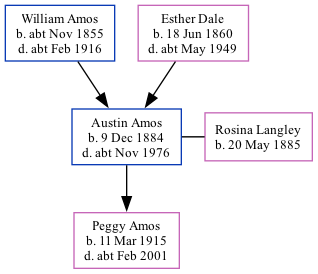 William Amos
b. abt Nov 1855
d. abt Feb 1916
Esther Dale
b. 18 Jun 1860
d. abt May 1949
Austin Amos
b. 9 Dec 1884
d. abt Nov 1976
Rosina Langley
b. 20 May 1885
Peggy Amos
b. 11 Mar 1915
d. abt Feb 2001